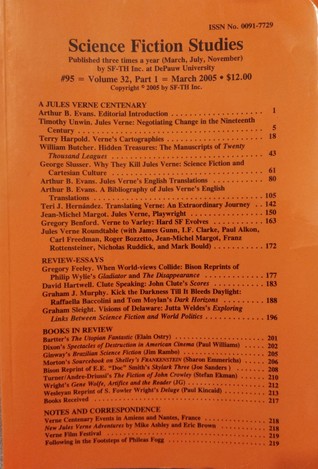 ISSN No. 0091-7729
Science Fiction Studies
Published three times a year (March, July, November)
by SF-TH Inc. at DePauw University
#95 = Volume 32, Part 1 = March 2005 • $12.00
Copyright © 2005 by SF-TH Inc.
A JULES VERNE CENTENARY
Arthur B. Evans. Editorial Introduction . . . . . . . . . . . . . . . . . . . . . 1
Timothy Unwin. Jules Verne: Negotiating Change in the Nineteenth
Century . . . . . . . . . . . . . . . . . . . . . . . . . . . . . . . . . . . . . 5
Terry Harpold. Verne's Cartographies . . . . . . . . . . . . . . . . . . . . . 18
William Butcher. Hidden Treasures: The Manuscripts of Twenty
Thousand Leagues . . . . . . . . . . . . . . . . . . . . . . . . . . . . . . 43
George Slusser. Why They Kill Jules Verne: Science Fiction and
Cartesian Culture . . . . . . . . . . . . . . . . . . . . . . . . . . . . . . 61
Arthur B. Evans. Jules Verne's English Translations . . . . . . . . . . . 80
Arthur B. Evans. A Bibliography of Jules Verne's English
Translations . . . . . . . . . . . . . . . . . . . . . . . . . . . . . . . . . 105
Teri J. Hernández. Translating Verne: An Extraordinary Journey . . 142
Jean-Michel Margot. Jules Verne, Playwright . . . . . . . . . . . . . . . 150
Gregory Benford. Verne to Varley: Hard SF Evolves . . . . . . . . . . 163
Jules Verne Roundtable (with James Gunn, I.F. Clarke, Paul Alkon,
Carl Freedman, Roger Bozzetto, Jean-Michel Margot, Franz
Rottensteiner, Nicholas Ruddick, and Mark Bould) . . . . . . . . . 172
REVIEW-ESSAYS
Gregory Feeley. When World-views Collide: Bison Reprints of
Philip Wylie's Gladiator and The Disappearance . . . . . . . . . . . 177
David Hartwell. Clute Speaking: John Clute's Scores . . . . . . . . . 183
Graham J. Murphy. Kick the Darkness Till It Bleeds Daylight:
Raffaella Baccolini and Tom Moylan's Dark Horizons . . . . . . . . 188
Graham Sleight. Visions of Delaware: Jutta Weldes's Exploring
Links Between Science Fiction and World Politics . . . . . . . . . . 196
BOOKS IN REVIEW
Bartter's The Utopian Fantastic (Elain Ostry) . . . . . . . . . . . . . . . 201
Dixon's Spectacles of Destruction in American Cinema (Paul Williams) . 202
Ginway's Brazilian Science Fiction (Jim Rambo) . . . . . . . . . . . . . 205
Morton's Sourcebook on Shelley's FRANKENSTEIN (Sharon Emmerichs) . . 206
Bison Reprint of E.E. "Doc" Smith's Skylark Three (Jon Sanders) . . . 208
Turner/Andre-Driussi's The Fiction of John Crowley (Stefan Ekman) . . 210
Wright's Gene Wolfe, Artifice and the Reader (JG) . . . . . . . . . . . . 212
Wesleyan Reprint of S. Fowler Wright's Deluge (Paul Kincaid) . . . . . 213
Books Received . . . . . . . . . . . . . . . . . . . . . . . . . . . . . . . . 217
NOTES AND CORRESPONDENCE
Verne Centenary Events in Amiens and Nantes, France . . . . . . . . . . 218
New Jules Verne Adventures by Mike Ashley and Eric Brown . . . . . . . 218
Verne Film Festival . . . . . . . . . . . . . . . . . . . . . . . . . . . . . . 219
Following in the Footsteps of Phileas Fogg . . . . . . . . . . . . . . . . . 219